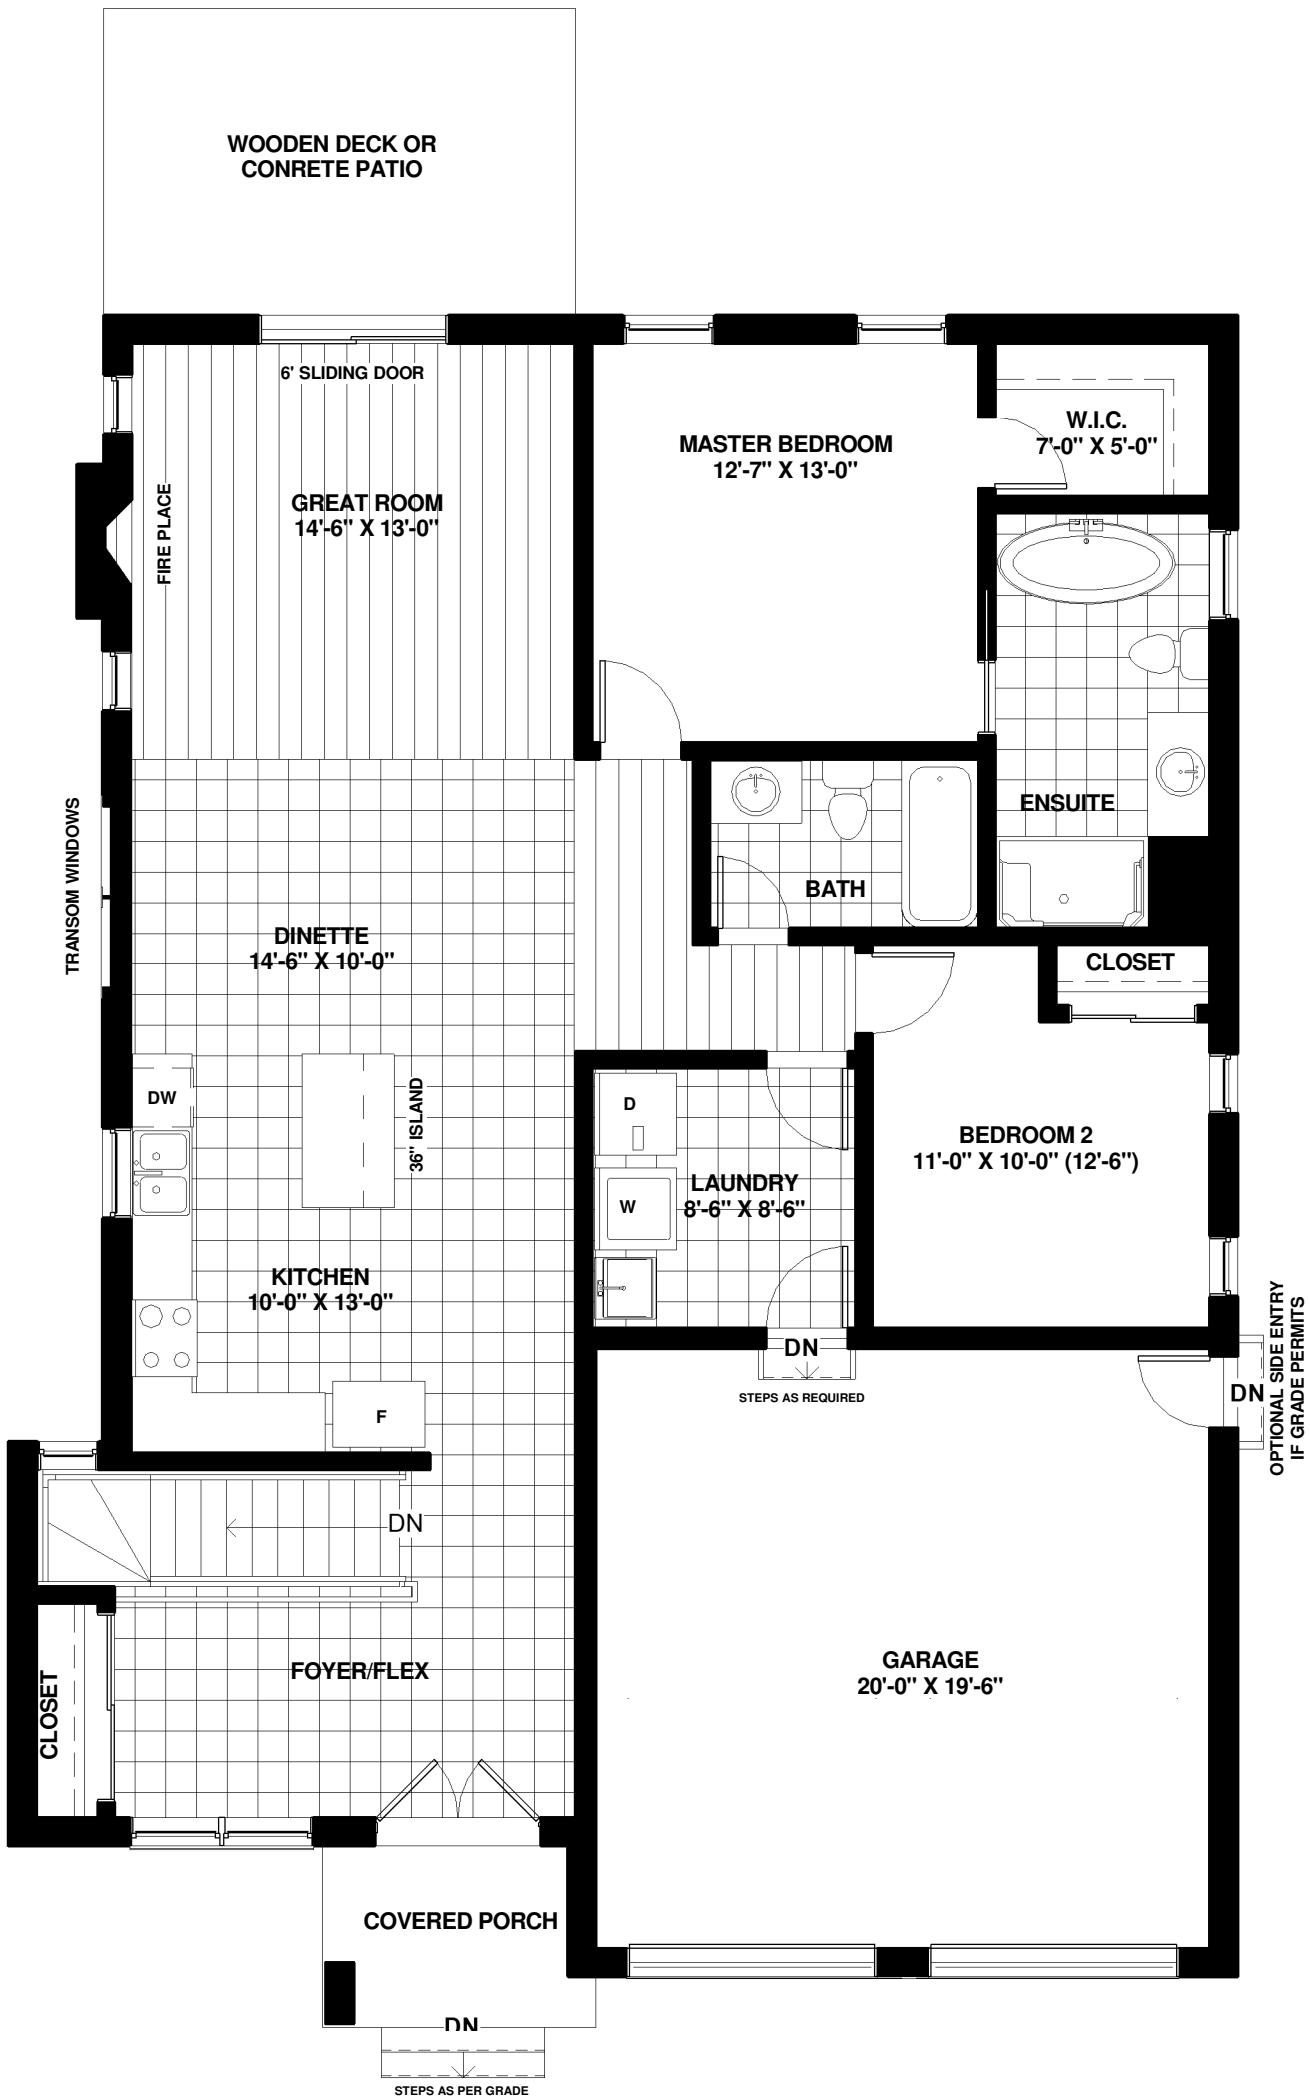 WOODEN DECK OR
CONRETE PATIO
6' SLIDING DOOR
GREAT ROOM
14'-6" X 13'-0"
FIRE PLACE
MASTER BEDROOM
12'-7" X 13'-0"
W.I.C.
7'-0" X 5'-0"
ENSUITE
BATH
TRANSOM WINDOWS
DINETTE
14'-6" X 10'-0"
CLOSET
DW
36" ISLAND
D
W
LAUNDRY
8'-6" X 8'-6"
BEDROOM 2
11'-0" X 10'-0" (12'-6")
KITCHEN
10'-0" X 13'-0"
F
DN
STEPS AS REQUIRED
DN
OPTIONAL SIDE ENTRY
IF GRADE PERMITS
DN
CLOSET
FOYER/FLEX
GARAGE
20'-0" X 19'-6"
COVERED PORCH
DN
STEPS AS PER GRADE